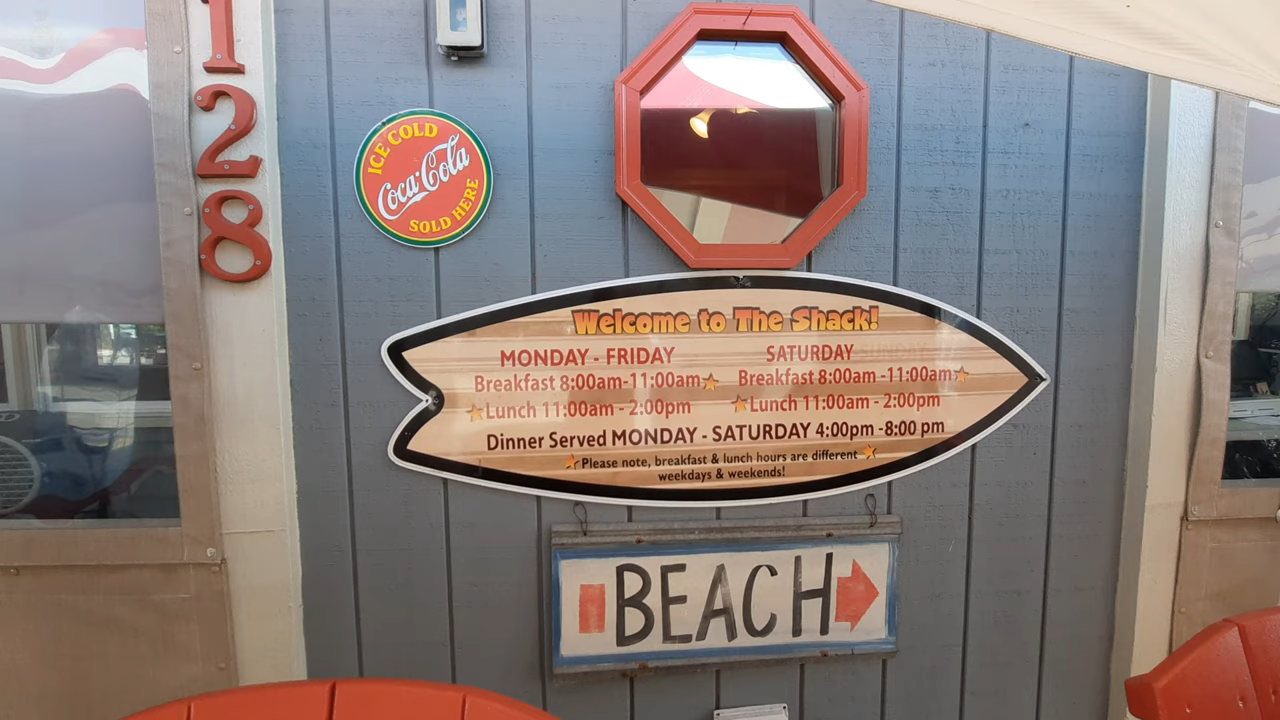 128
ICE COLD
Coca-Cola
SOLD HERE
Welcome to The Shack!
MONDAY - FRIDAY
Breakfast 8:00am-11:00am
Lunch 11:00am - 2:00pm
SATURDAY SUNDAY
Breakfast 8:00am -11:00am
Lunch 11:00am - 2:00pm
Dinner Served MONDAY - SATURDAY 4:00pm -8:00 pm
Please note, breakfast & lunch hours are different
weekdays & weekends!
BEACH